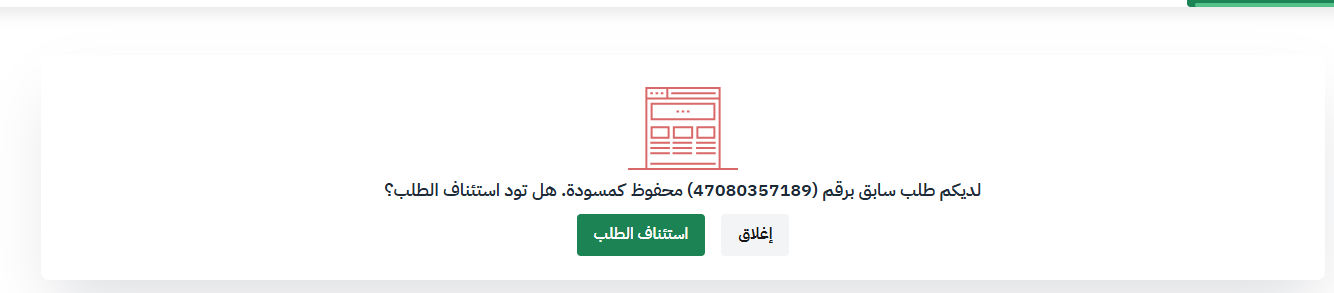 لديكم طلب سابق برقم (47080357189) محفوظ كمسودة. هل تود استئناف الطلب؟
إغلاق
استئناف الطلب